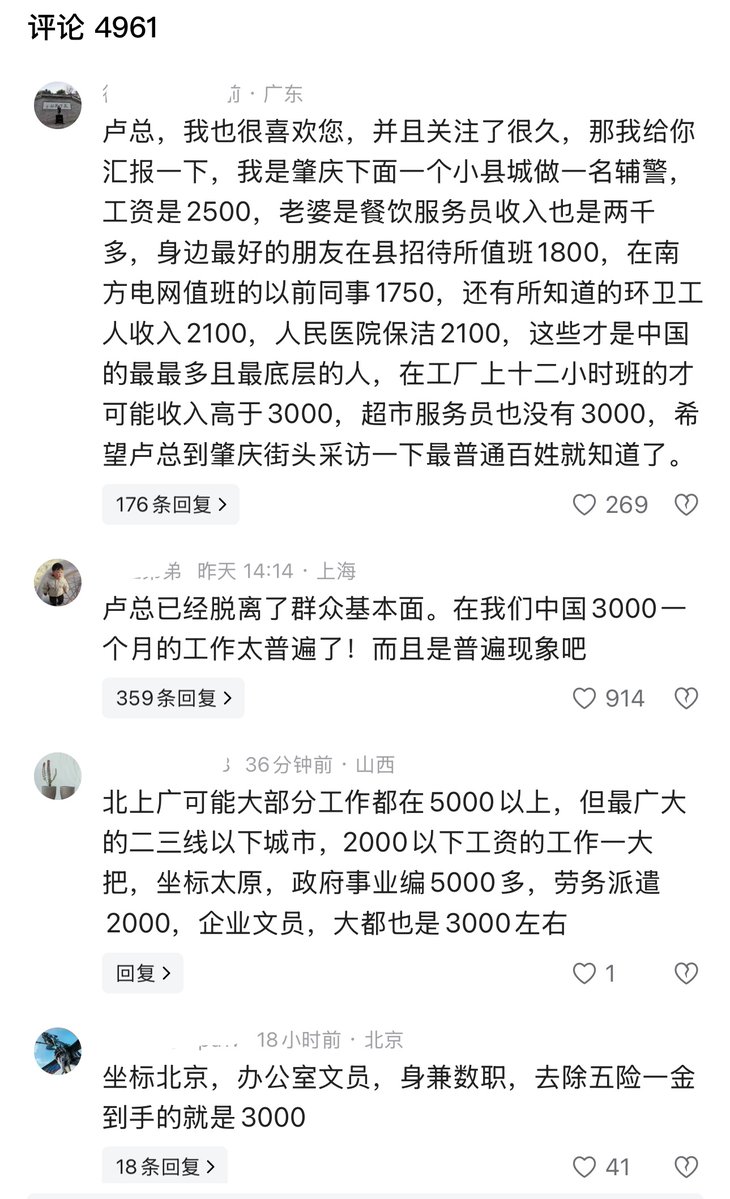 评论 4961
前 · 广东
卢总，我也很喜欢您，并且关注了很久，那我给你
汇报一下，我是肇庆下面一个小县城做一名辅警，
工资是2500，老婆是餐饮服务员收入也是两千
多，身边最好的朋友在县招待所值班1800，在南
方电网值班的以前同事1750，还有所知道的环卫工
人收入2100，人民医院保洁2100，这些才是中国
的最最多且最底层的人，在工厂上十二小时班的才
可能收入高于3000，超市服务员也没有3000，希
望卢总到肇庆街头采访一下最普通百姓就知道了。
176条回复 >
269
弟 昨天 14:14 · 上海
卢总已经脱离了群众基本面。在我们中国3000一
个月的工作太普遍了！而且是普遍现象吧
359条回复 >
914
36分钟前 · 山西
北上广可能大部分工作都在5000以上，但最广大
的二三线以下城市，2000以下工资的工作一大
把，坐标太原，政府事业编5000多，劳务派遣
2000，企业文员，大都也是3000左右
回复 >
1
18小时前 · 北京
坐标北京，办公室文员，身兼数职，去除五险一金
到手的就是3000
18条回复 >
41